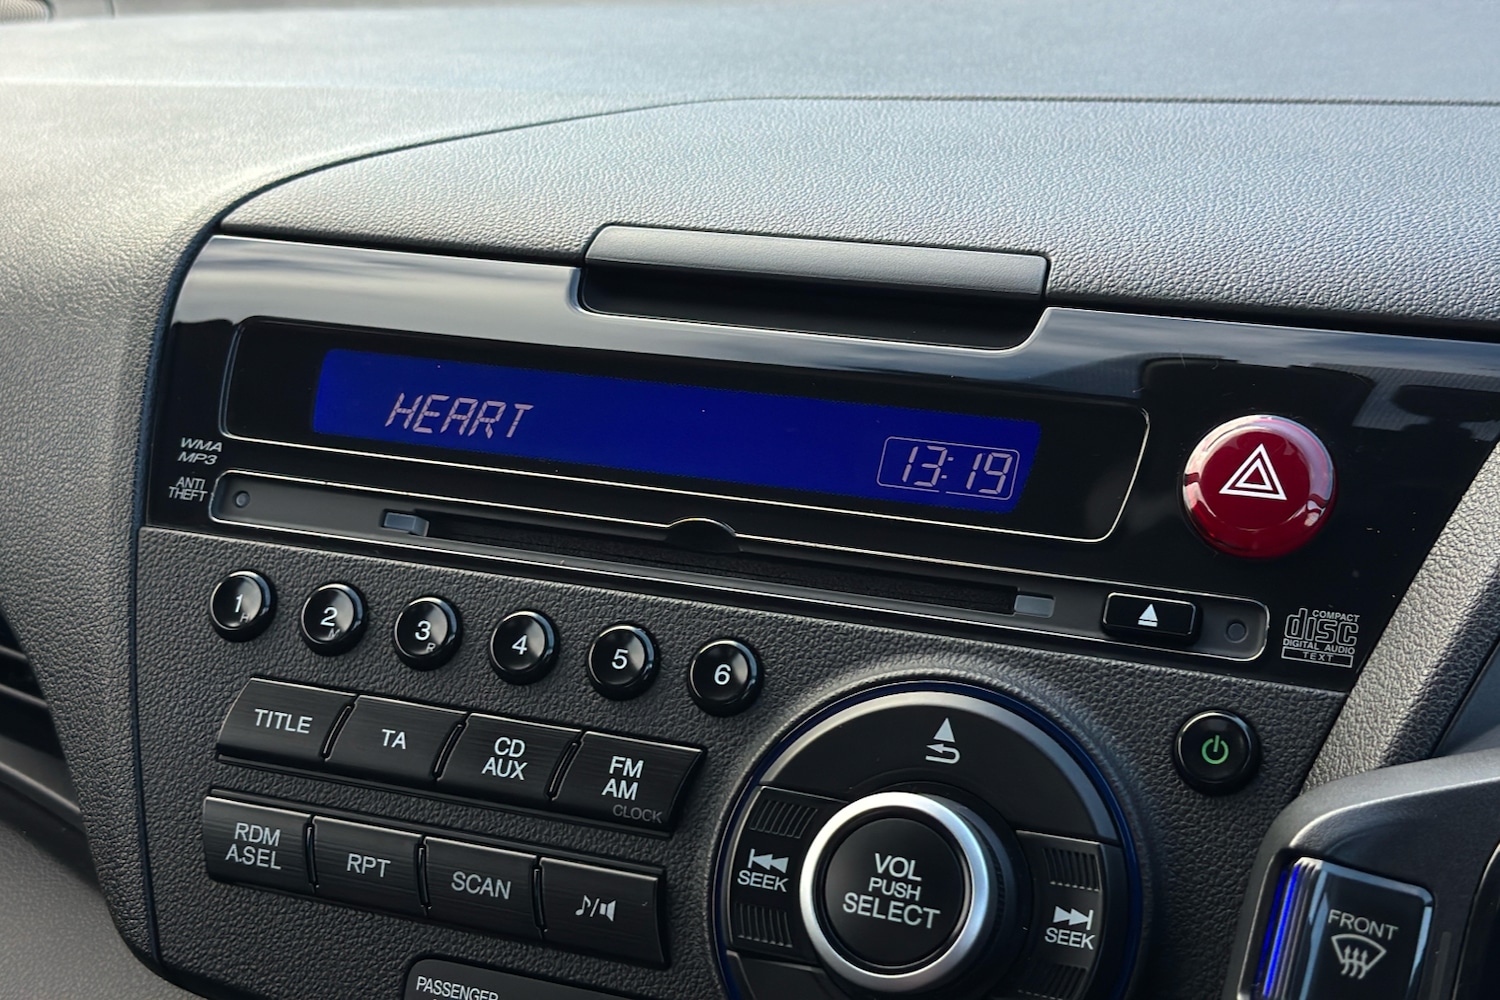 HEART
13:19
WMA
MP3
ANTI
THEFT
COMPACT
disc
DIGITAL AUDIO
TEXT
1
H
2
M
3
R
4
5
6
TITLE
TA
CD
AUX
FM
AM
CLOCK
RDM
A.SEL
RPT
SCAN
SEEK
VOL
PUSH
SELECT
SEEK
FRONT
PASSENGER